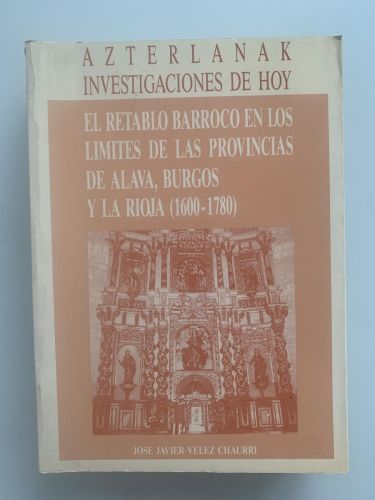 AZTERLANAK
INVESTIGACIONES DE HOY
EL RETABLO BARROCO EN LOS
LIMITES DE LAS PROVINCIAS
DE ALAVA, BURGOS
Y LA RIOJA (1600-1780)
JOSE JAVIER VELEZ CHAURRI